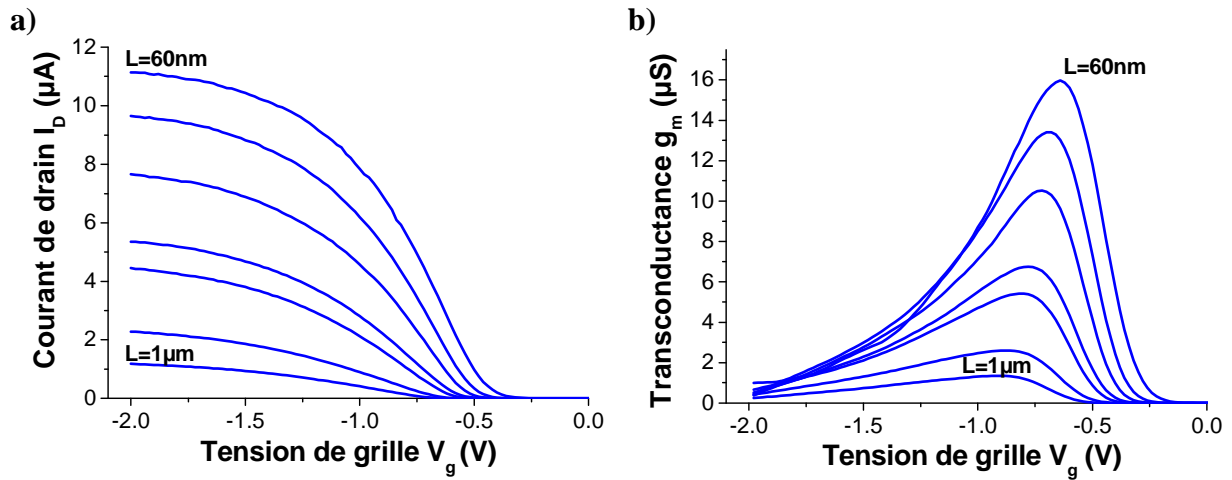 a)
Courant de drain I_D (µA)
12
10
8
6
4
2
0
L=60nm
L=1µm
-2.0 -1.5 -1.0 -0.5 0.0
Tension de grille V_g (V)
b)
Transconductance g_m (µS)
16
14
12
10
8
6
4
2
0
L=60nm
L=1µm
-2.0 -1.5 -1.0 -0.5 0.0
Tension de grille V_g (V)